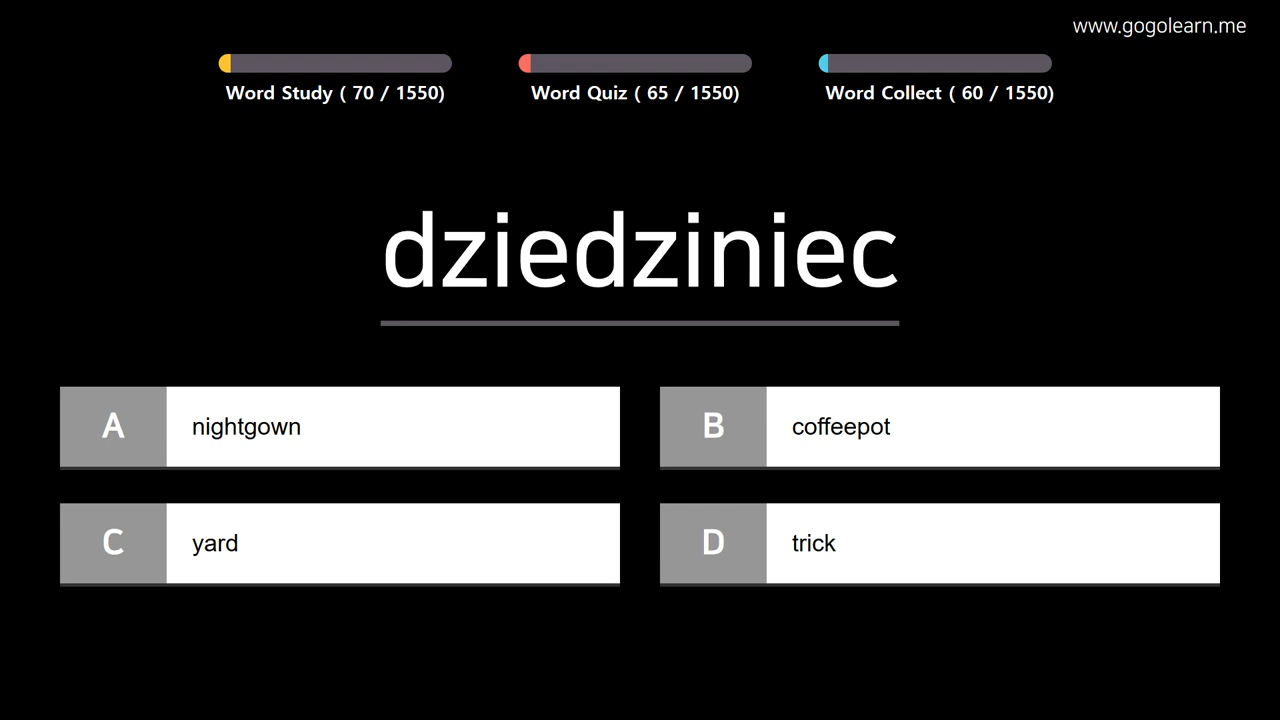 www.gogolearn.me
Word Study ( 70 / 1550)
Word Quiz ( 65 / 1550)
Word Collect ( 60 / 1550)
dziedziniec
A nightgown
B coffeepot
C yard
D trick